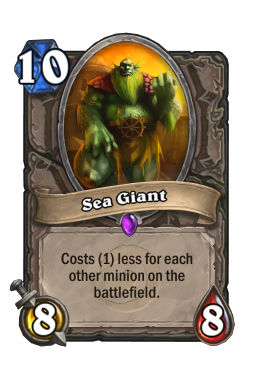 10
Sea Giant
Costs (1) less for each
other minion on the
battlefield.
8
8